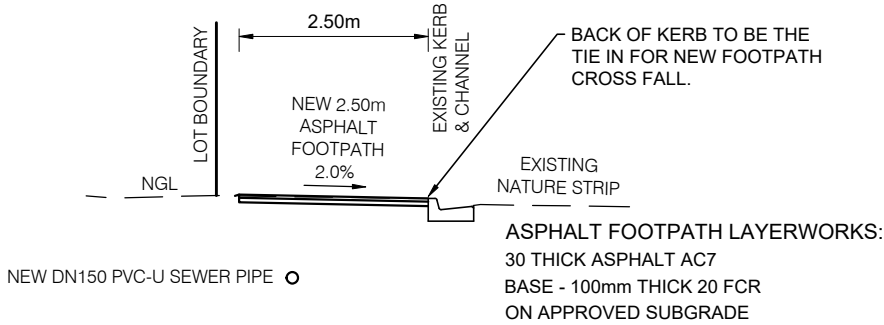 2.50m
LOT BOUNDARY
EXISTING KERB
& CHANNEL
BACK OF KERB TO BE THE
TIE IN FOR NEW FOOTPATH
CROSS FALL.
NEW 2.50m
ASPHALT
FOOTPATH
2.0%
NGL
EXISTING
NATURE STRIP
NEW DN150 PVC-U SEWER PIPE
ASPHALT FOOTPATH LAYERWORKS:
30 THICK ASPHALT AC7
BASE - 100mm THICK 20 FCR
ON APPROVED SUBGRADE